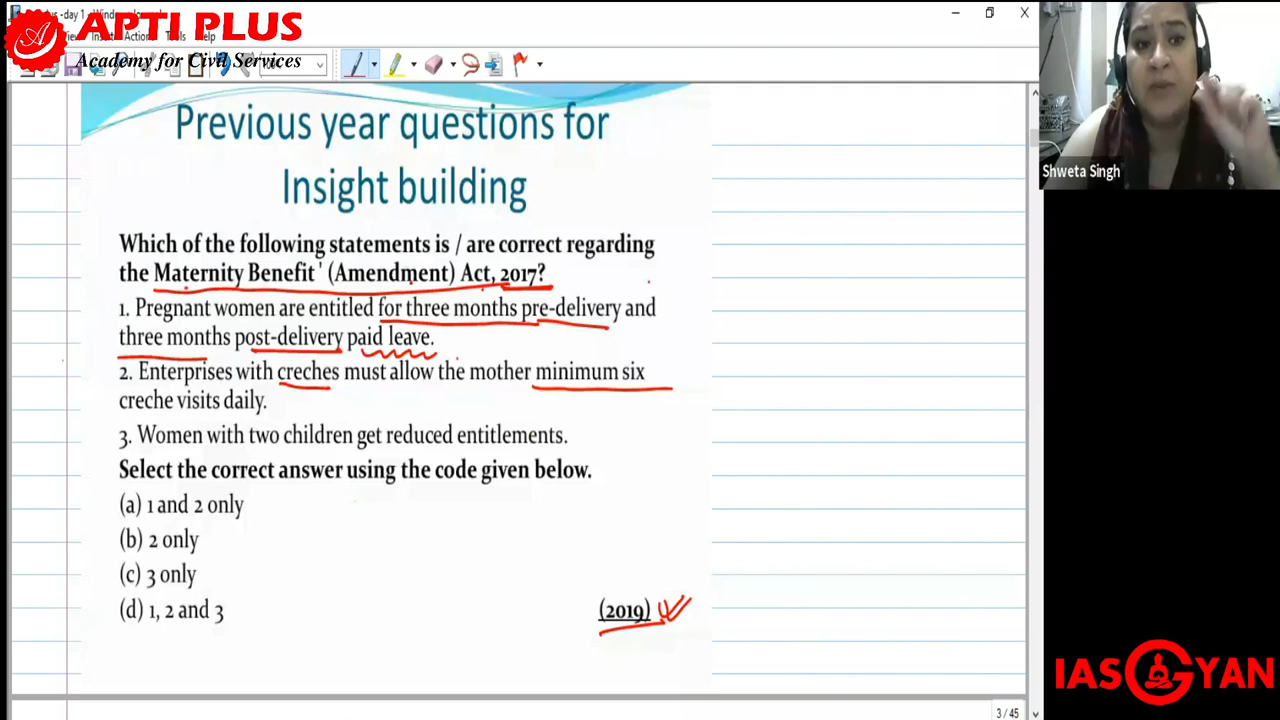 APTI PLUS
Academy for Civil Services
Previous year questions for
Insight building
Which of the following statements is / are correct regarding
the Maternity Benefit ' (Amendment) Act, 2017?
1. Pregnant women are entitled for three months pre-delivery and
three months post-delivery paid leave.
2. Enterprises with creches must allow the mother minimum six
creche visits daily.
3. Women with two children get reduced entitlements.
Select the correct answer using the code given below.
(a) 1 and 2 only
(b) 2 only
(c) 3 only
(d) 1, 2 and 3
(2019)
Shweta Singh
IAS GYAN
3 / 45